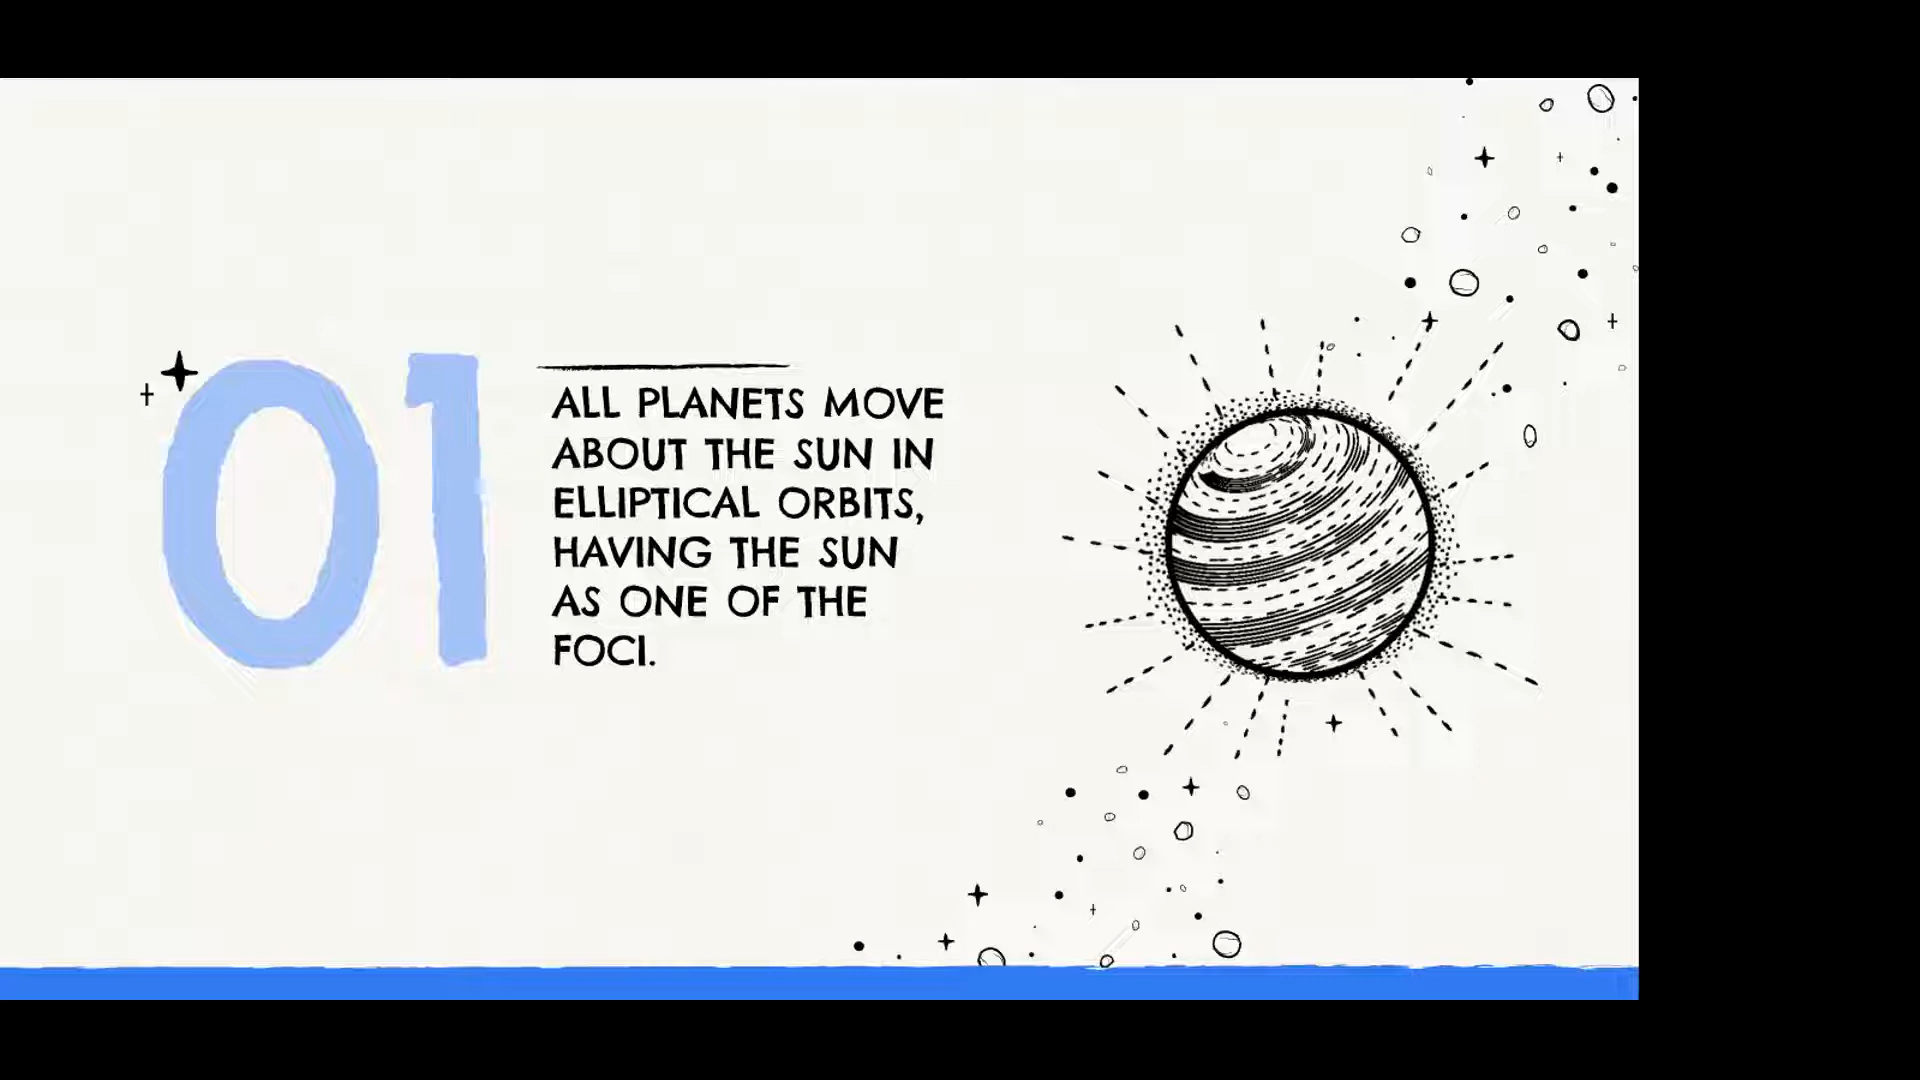 01
ALL PLANETS MOVE
ABOUT THE SUN IN
ELLIPTICAL ORBITS,
HAVING THE SUN
AS ONE OF THE
FOCI.